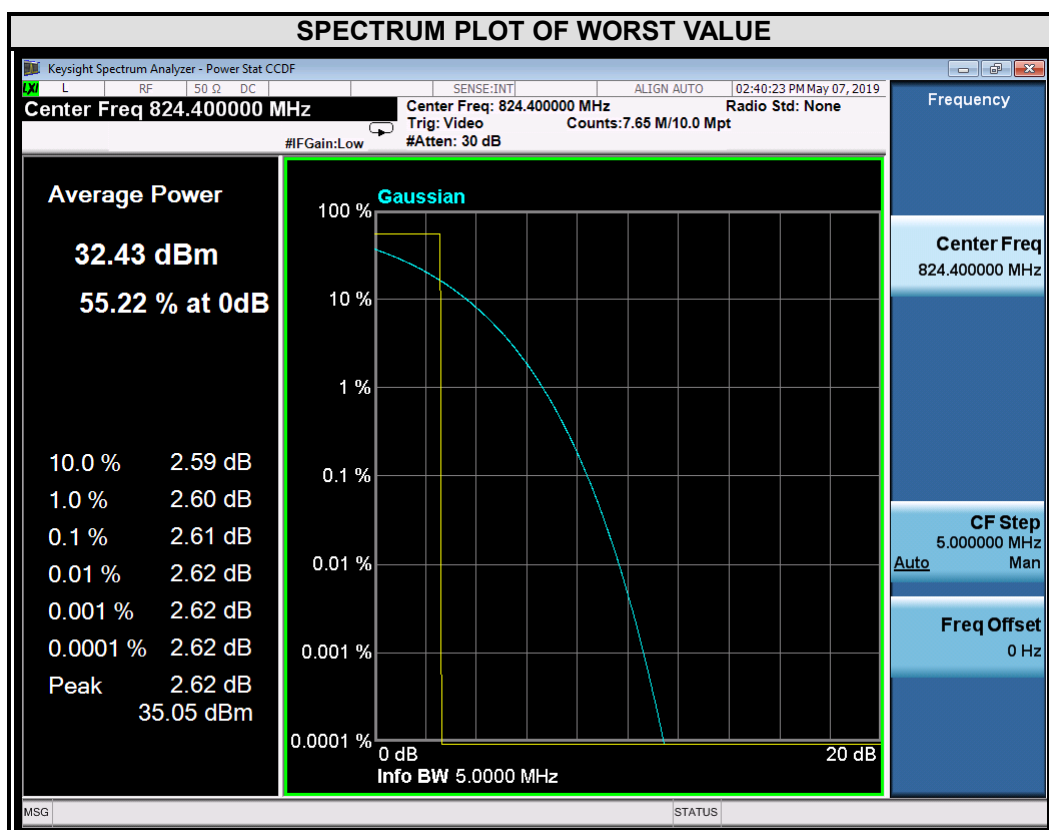 SPECTRUM PLOT OF WORST VALUE
Keysight Spectrum Analyzer - Power Stat CCDF
LXI L RF 50 Ω DC SENSE:INT ALIGN AUTO 02:40:23 PM May 07, 2019
Center Freq 824.400000 MHz
Center Freq: 824.400000 MHz Radio Std: None
Trig: Video Counts:7.65 M/10.0 Mpt
#IFGain:Low #Atten: 30 dB
Average Power
32.43 dBm
55.22 % at 0dB
10.0 % 2.59 dB
1.0 % 2.60 dB
0.1 % 2.61 dB
0.01 % 2.62 dB
0.001 % 2.62 dB
0.0001 % 2.62 dB
Peak 2.62 dB
35.05 dBm
Gaussian
100 %
10 %
1 %
0.1 %
0.01 %
0.001 %
0.0001 %
0 dB 20 dB
Info BW 5.0000 MHz
Frequency
Center Freq
824.400000 MHz
CF Step
5.000000 MHz
Auto Man
Freq Offset
0 Hz
MSG STATUS